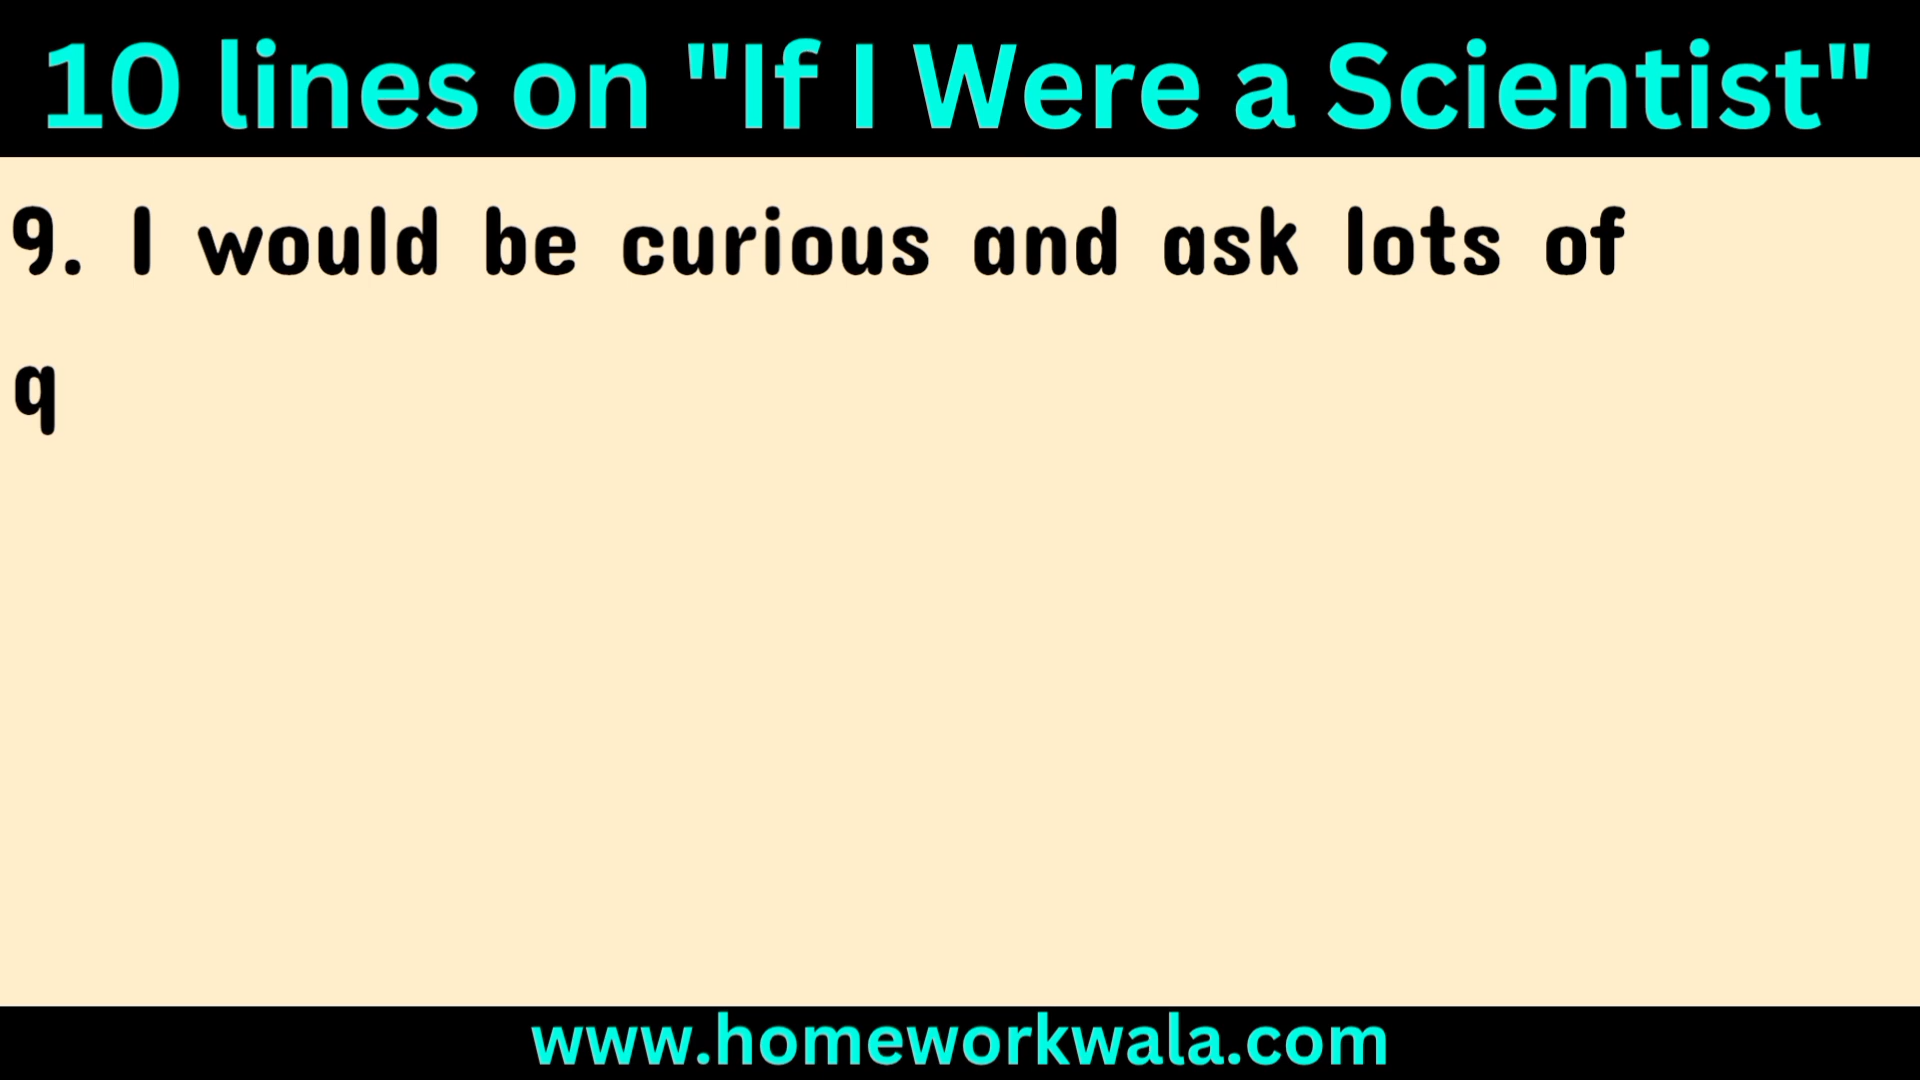 10 lines on "If I Were a Scientist"
9. I would be curious and ask lots of
q
www.homeworkwala.com